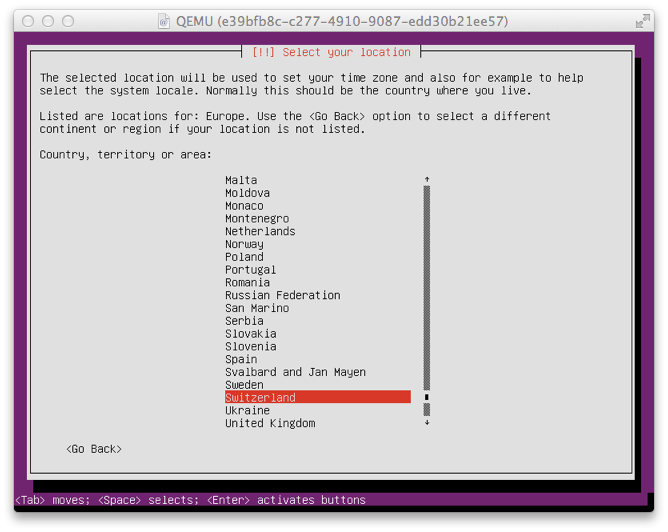 QEMU (e39bfb8c-c277-4910-9087-edd30b21ee57)
[!!] Select your location
The selected location will be used to set your time zone and also for example to help
select the system locale. Normally this should be the country where you live.
Listed are locations for: Europe. Use the <Go Back> option to select a different
continent or region if your location is not listed.
Country, territory or area:
Malta
Moldova
Monaco
Montenegro
Netherlands
Norway
Poland
Portugal
Romania
Russian Federation
San Marino
Serbia
Slovakia
Slovenia
Spain
Svalbard and Jan Mayen
Sweden
Switzerland
Ukraine
United Kingdom
<Go Back>
<Tab> moves; <Space> selects; <Enter> activates buttons